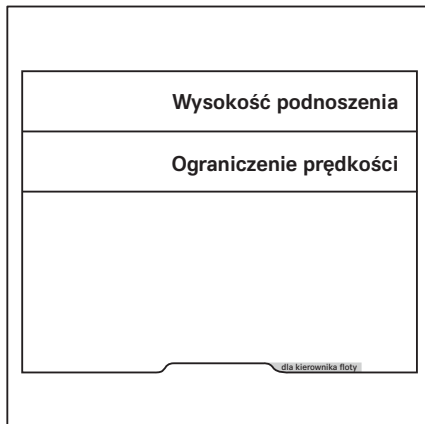 Wysokość podnoszenia
Ograniczenie prędkości
dla kierownika floty